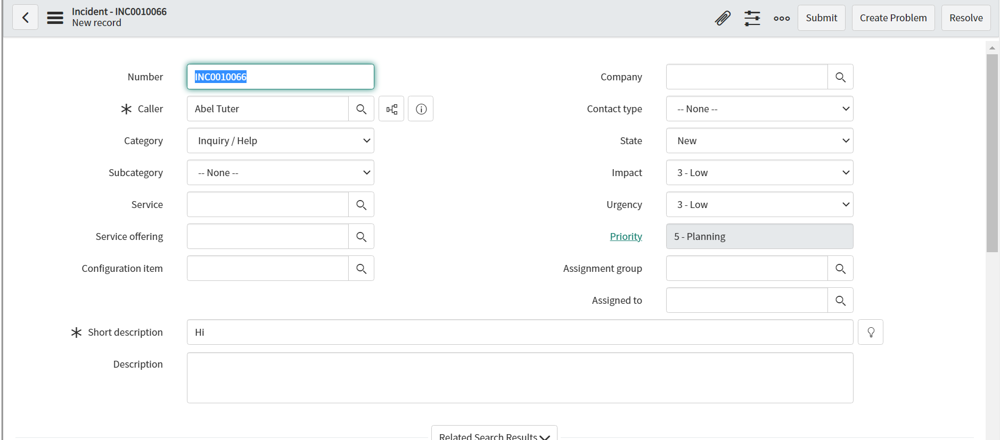 Incident - INC0010066
New record
Submit
Create Problem
Resolve
Number
INC0010066
Caller
Abel Tuter
Category
Inquiry / Help
Subcategory
-- None --
Service
Service offering
Configuration item
Company
Contact type
-- None --
State
New
Impact
3 - Low
Urgency
3 - Low
Priority
5 - Planning
Assignment group
Assigned to
Short description
Hi
Description
Related Search Results